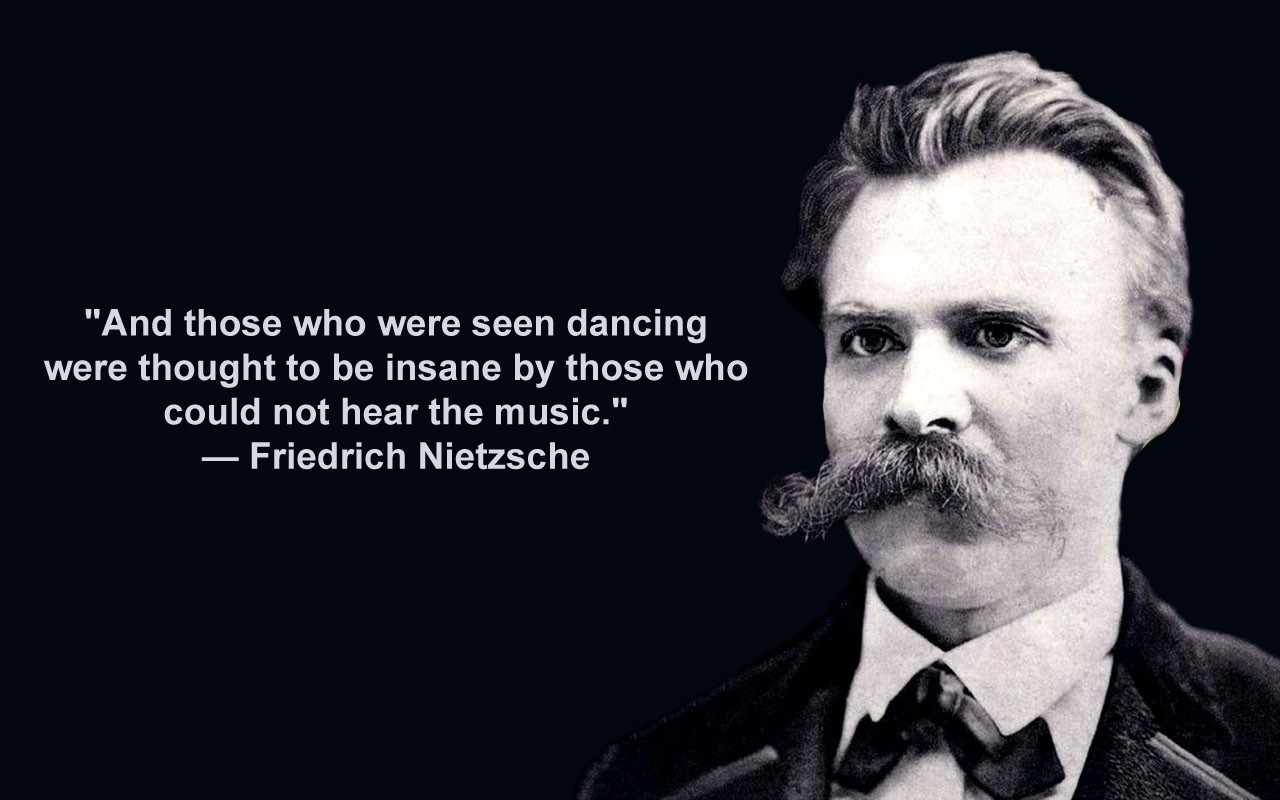 "And those who were seen dancing
were thought to be insane by those who
could not hear the music."
— Friedrich Nietzsche